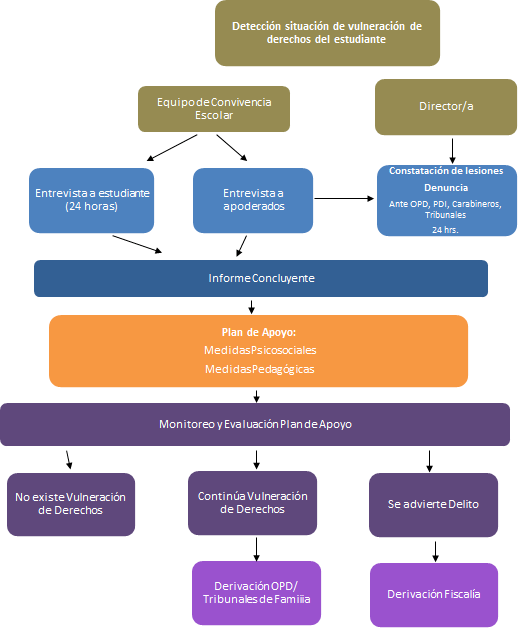 Detección situación de vulneración de
derechos del estudiante
Equipo de Convivencia
Escolar
Director/a
Entrevista a estudiante
(24 horas)
Entrevista a
apoderados
Constatación de lesiones
Denuncia
Ante OPD, PDI, Carabineros,
Tribunales
24 hrs.
Informe Concluyente
Plan de Apoyo:
Medidas Psicosociales
Medidas Pedagógicas
Monitoreo y Evaluación Plan de Apoyo
No existe Vulneración
de Derechos
Continúa Vulneración
de Derechos
Se advierte Delito
Derivación OPD/
Tribunales de Familia
Derivación Fiscalía